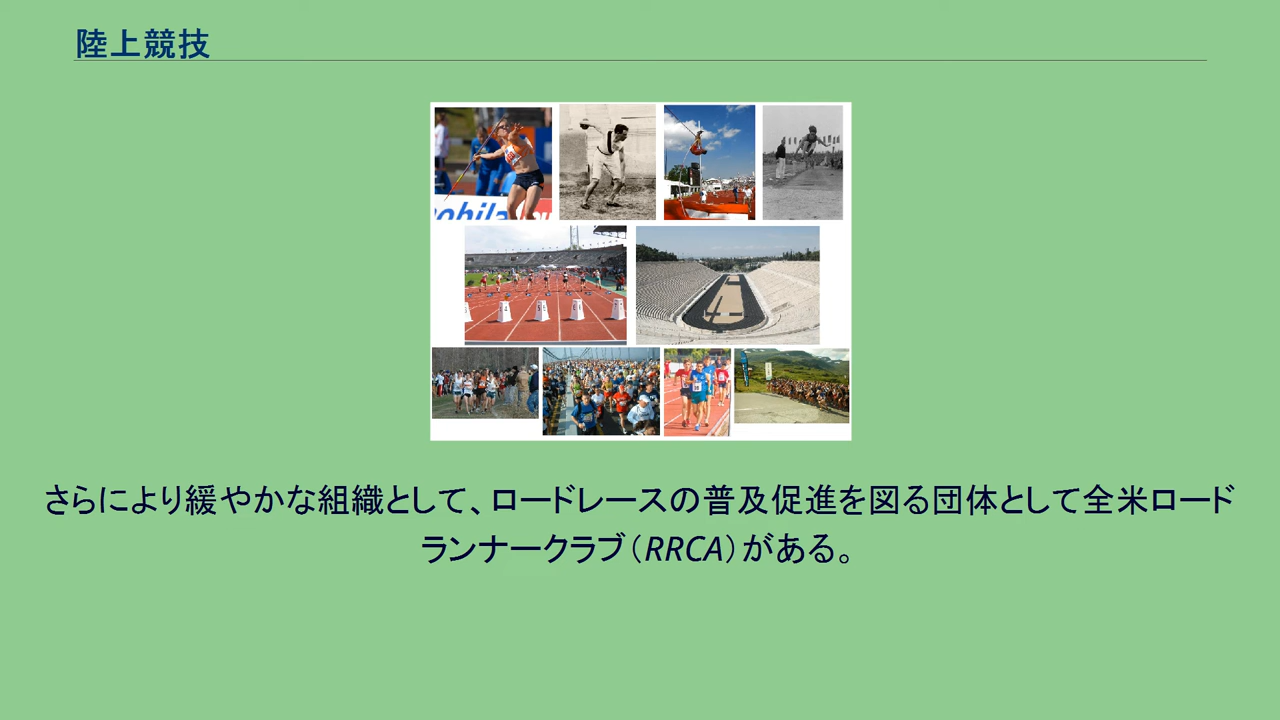 陸上競技
さらにより緩やかな組織として、ロードレースの普及促進を図る団体として全米ロード
ランナークラブ（RRCA）がある。